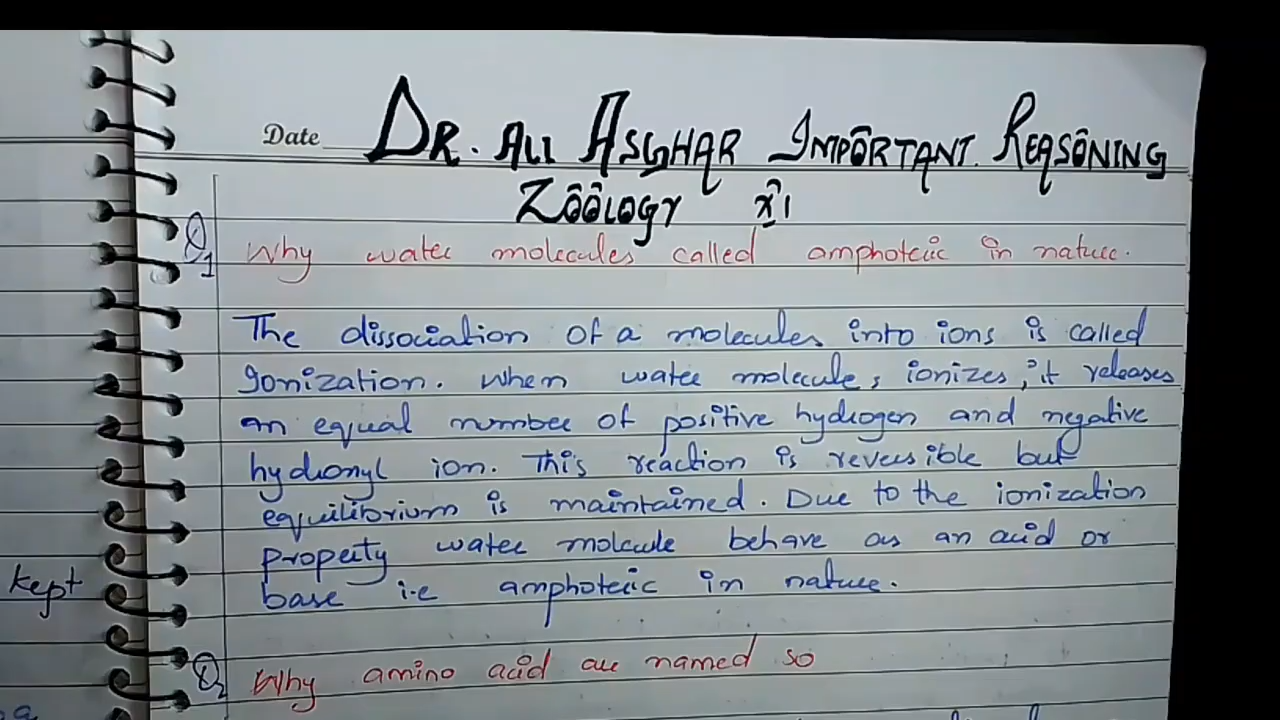 Date DR. ALI ASGHAR IMPORTANT REASONING
ZOOLOGY XI
Q1 Why water molecules called amphoteric in nature.
The dissociation of a molecules into ions is called
Ionization. When water molecules ionizes, it releases
an equal number of positive hydrogen and negative
hydronyl ion. This reaction is reversible but
equilibrium is maintained. Due to the ionization
property water molcule behave as an acid or
base i.e amphoteric in nature.
kept
Q2 Why amino acid are named so